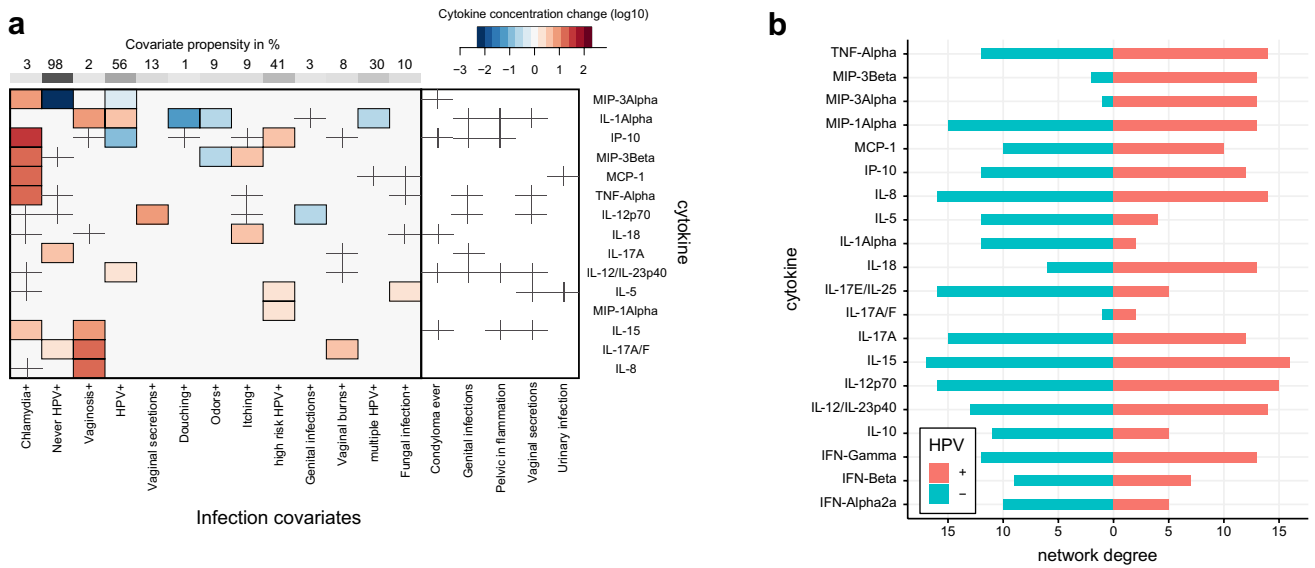 a
Cytokine concentration change (log10)
−3 −2 −1 0 1 2
Covariate propensity in %
3 98 2 56 13 1 9 9 41 3 8 30 10
MIP-3Alpha
IL-1Alpha
IP-10
MIP-3Beta
MCP-1
TNF-Alpha
IL-12p70
IL-18
IL-17A
IL-12/IL-23p40
IL-5
MIP-1Alpha
IL-15
IL-17A/F
IL-8
cytokine
Chlamydia+
Never HPV+
Vaginosis+
HPV+
Vaginal secretions+
Douching+
Odors+
Itching+
high risk HPV+
Genital infections+
Vaginal burns+
multiple HPV+
Fungal infection+
Condyloma ever
Genital infections
Pelvic in flammation
Vaginal secretions
Urinary infection
Infection covariates
b
TNF-Alpha
MIP-3Beta
MIP-3Alpha
MIP-1Alpha
MCP-1
IP-10
IL-8
IL-5
IL-1Alpha
IL-18
IL-17E/IL-25
IL-17A/F
IL-17A
IL-15
IL-12p70
IL-12/IL-23p40
IL-10
IFN-Gamma
IFN-Beta
IFN-Alpha2a
cytokine
HPV
+
−
15 10 5 0 5 10 15
network degree